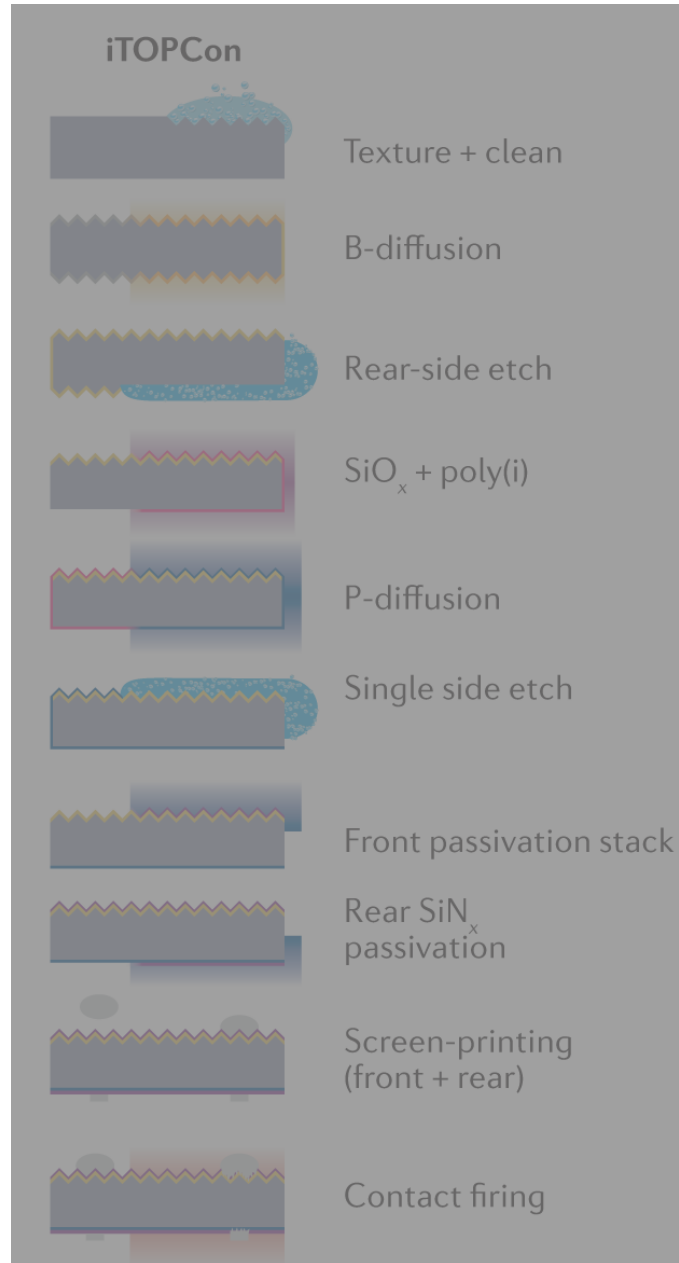 iTOPCon
Texture + clean
B-diffusion
Rear-side etch
SiOₓ + poly(i)
P-diffusion
Single side etch
Front passivation stack
Rear SiNₓ
passivation
Screen-printing
(front + rear)
Contact firing